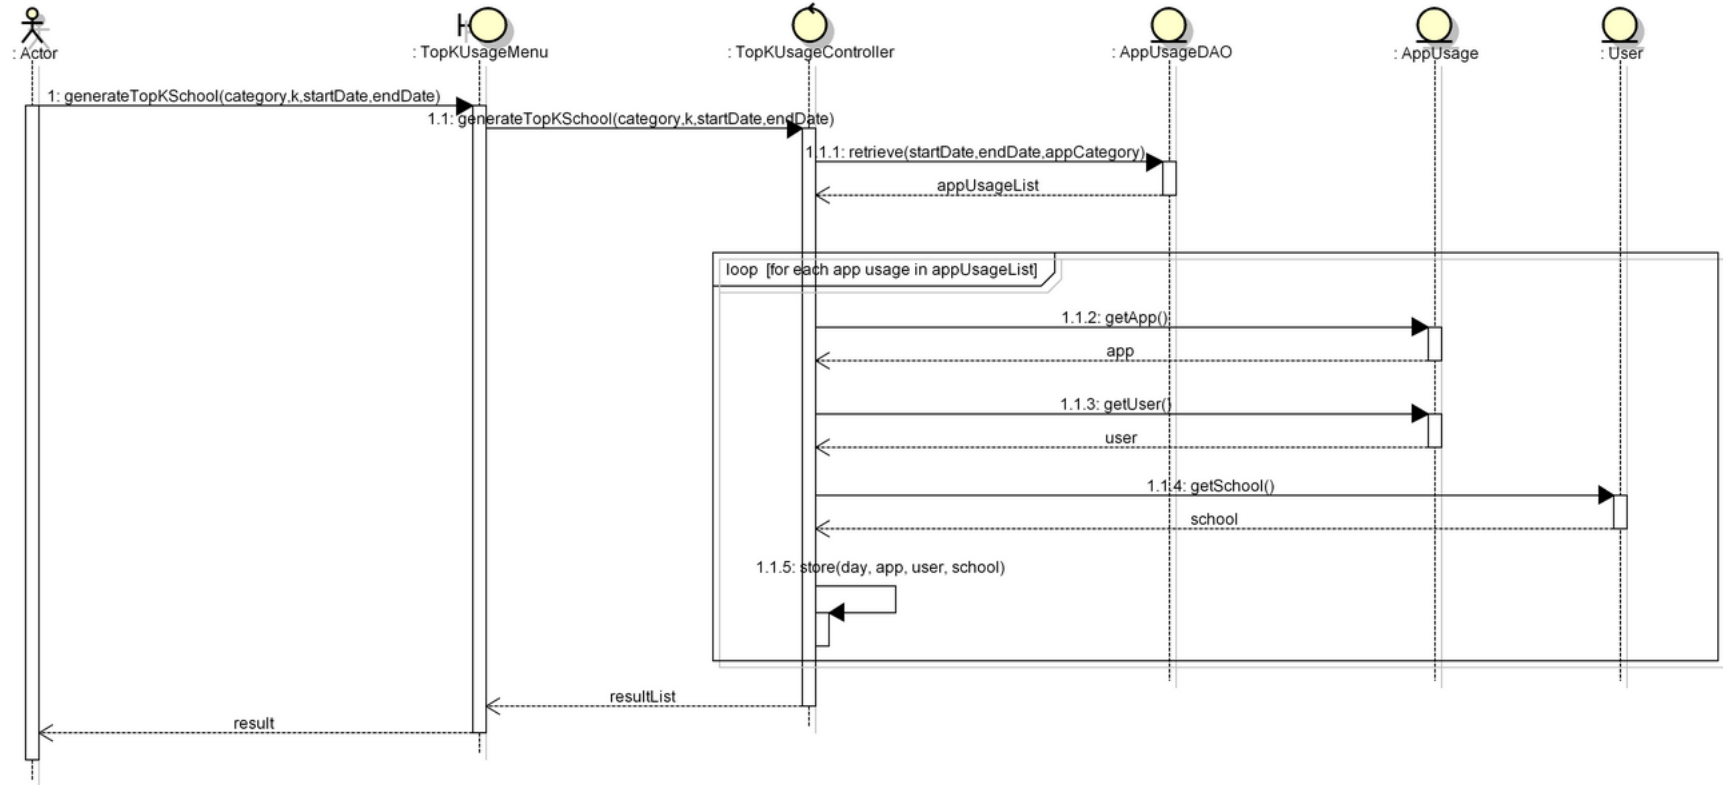 : Actor
: TopKUsageMenu
: TopKUsageController
: AppUsageDAO
: AppUsage
: User
1: generateTopKSchool(category,k,startDate,endDate)
1.1: generateTopKSchool(category,k,startDate,endDate)
1.1.1: retrieve(startDate,endDate,appCategory)
appUsageList
loop [for each app usage in appUsageList]
1.1.2: getApp()
app
1.1.3: getUser()
user
1.1.4: getSchool()
school
1.1.5: store(day, app, user, school)
resultList
result